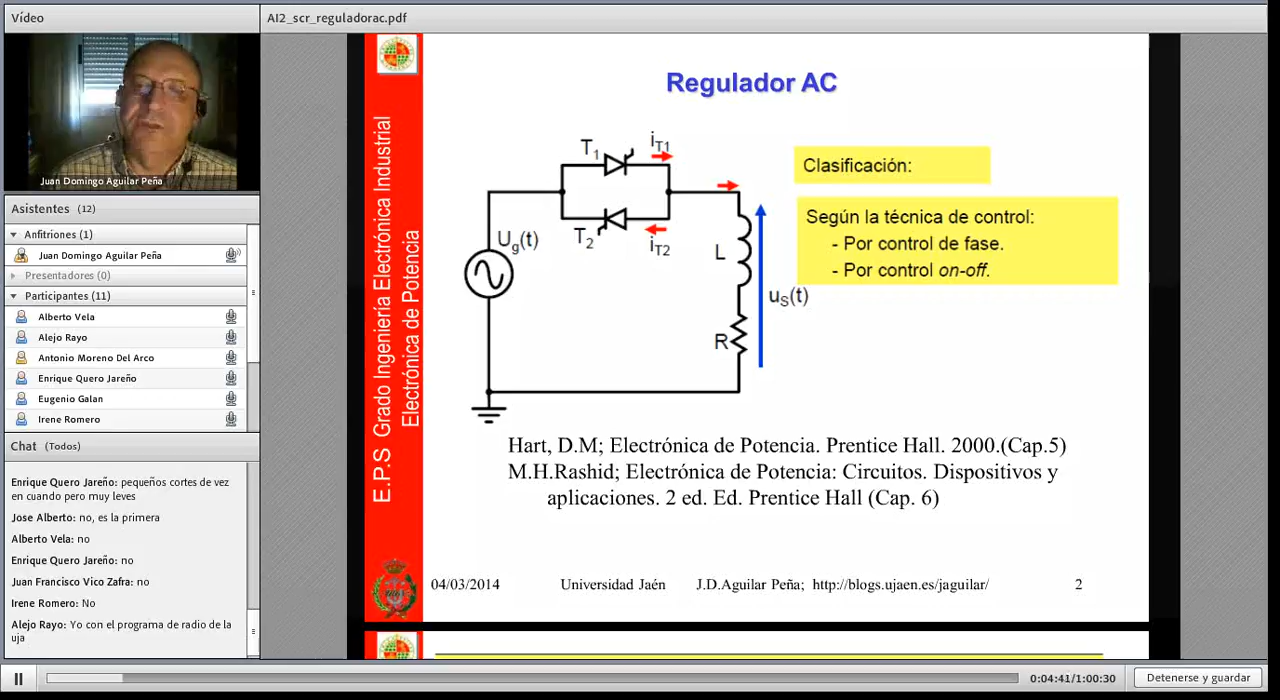 Vídeo
Juan Domingo Aguilar Peña
Asistentes (12)
Anfitriones (1)
Juan Domingo Aguilar Peña
Presentadores (0)
Participantes (11)
Alberto Vela
Alejo Rayo
Antonio Moreno Del Arco
Enrique Quero Jareño
Eugenio Galan
Irene Romero
Chat (Todos)
Enrique Quero Jareño: pequeños cortes de vez
en cuando pero muy leves
Jose Alberto: no, es la primera
Alberto Vela: no
Enrique Quero Jareño: no
Juan Francisco Vico Zafra: no
Irene Romero: No
Alejo Rayo: Yo con el programa de radio de la
uja
AI2_scr_reguladorac.pdf
E.P.S Grado Ingeniería Electrónica Industrial
Electrónica de Potencia
Regulador AC
T1
iT1
T2
iT2
Ug(t)
L
R
uS(t)
Clasificación:
Según la técnica de control:
- Por control de fase.
- Por control on-off.
Hart, D.M; Electrónica de Potencia. Prentice Hall. 2000.(Cap.5)
M.H.Rashid; Electrónica de Potencia: Circuitos. Dispositivos y
aplicaciones. 2 ed. Ed. Prentice Hall (Cap. 6)
04/03/2014 Universidad Jaén J.D.Aguilar Peña; http://blogs.ujaen.es/jaguilar/ 2
0:04:41/1:00:30
Detenerse y guardar